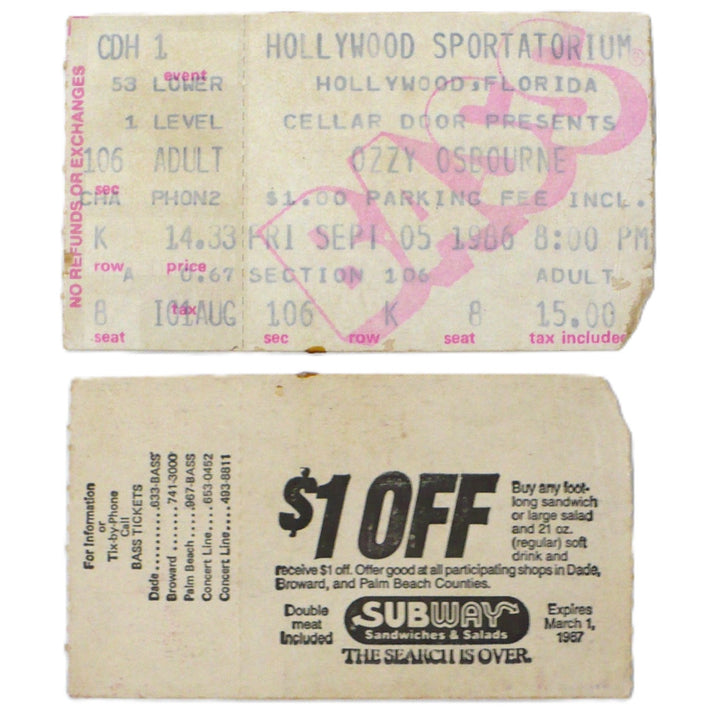 NO REFUNDS OR EXCHANGES
CDH 1
event
53 LOWER
1 LEVEL
106 ADULT
sec
CHA PHON2
K 14.33
row price
A 0.67
tax
8 I01AUG
seat
HOLLYWOOD SPORTATORIUM
HOLLYWOOD,FLORIDA
CELLAR DOOR PRESENTS
OZZY OSBOURNE
$1.00 PARKING FEE INCL.
FRI SEPT 05 1986 8:00 PM
SECTION 106 ADULT
106 K 8 15.00
sec row seat tax included
BASS
For Information
or
Tix-by-Phone
Call
BASS TICKETS
Dade..........633-BASS
Broward .......741-3000
Palm Beach.....967-BASS
Concert Line....653-0452
Concert Line....493-8811
$1 OFF
Buy any foot-
long sandwich
or large salad
and 21 oz.
(regular) soft
drink and
receive $1 off. Offer good at all participating shops in Dade,
Broward, and Palm Beach Counties.
Double
meat
included
SUBWAY
Sandwiches & Salads
THE SEARCH IS OVER.
Expires
March 1,
1987